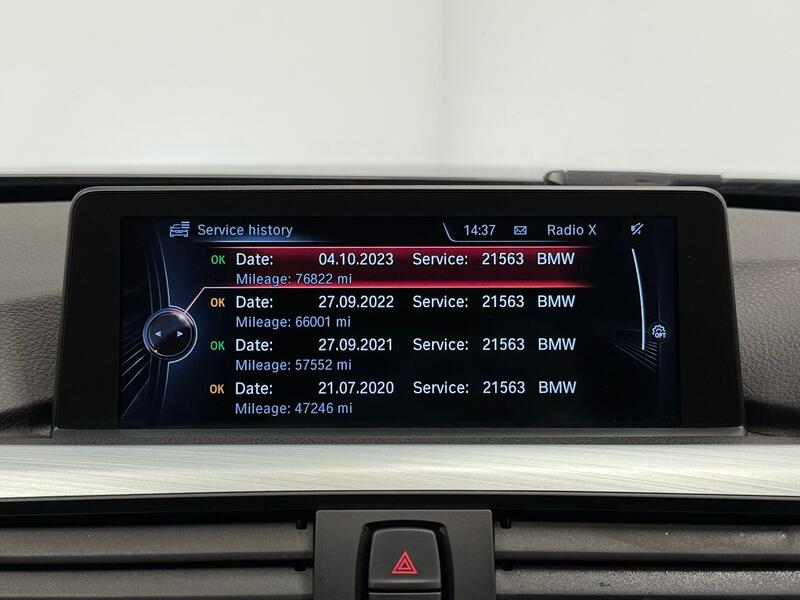 Service history 14:37 Radio X
OK Date: 04.10.2023 Service: 21563 BMW
Mileage: 76822 mi
OK Date: 27.09.2022 Service: 21563 BMW
Mileage: 66001 mi
OPT
OK Date: 27.09.2021 Service: 21563 BMW
Mileage: 57552 mi
OK Date: 21.07.2020 Service: 21563 BMW
Mileage: 47246 mi